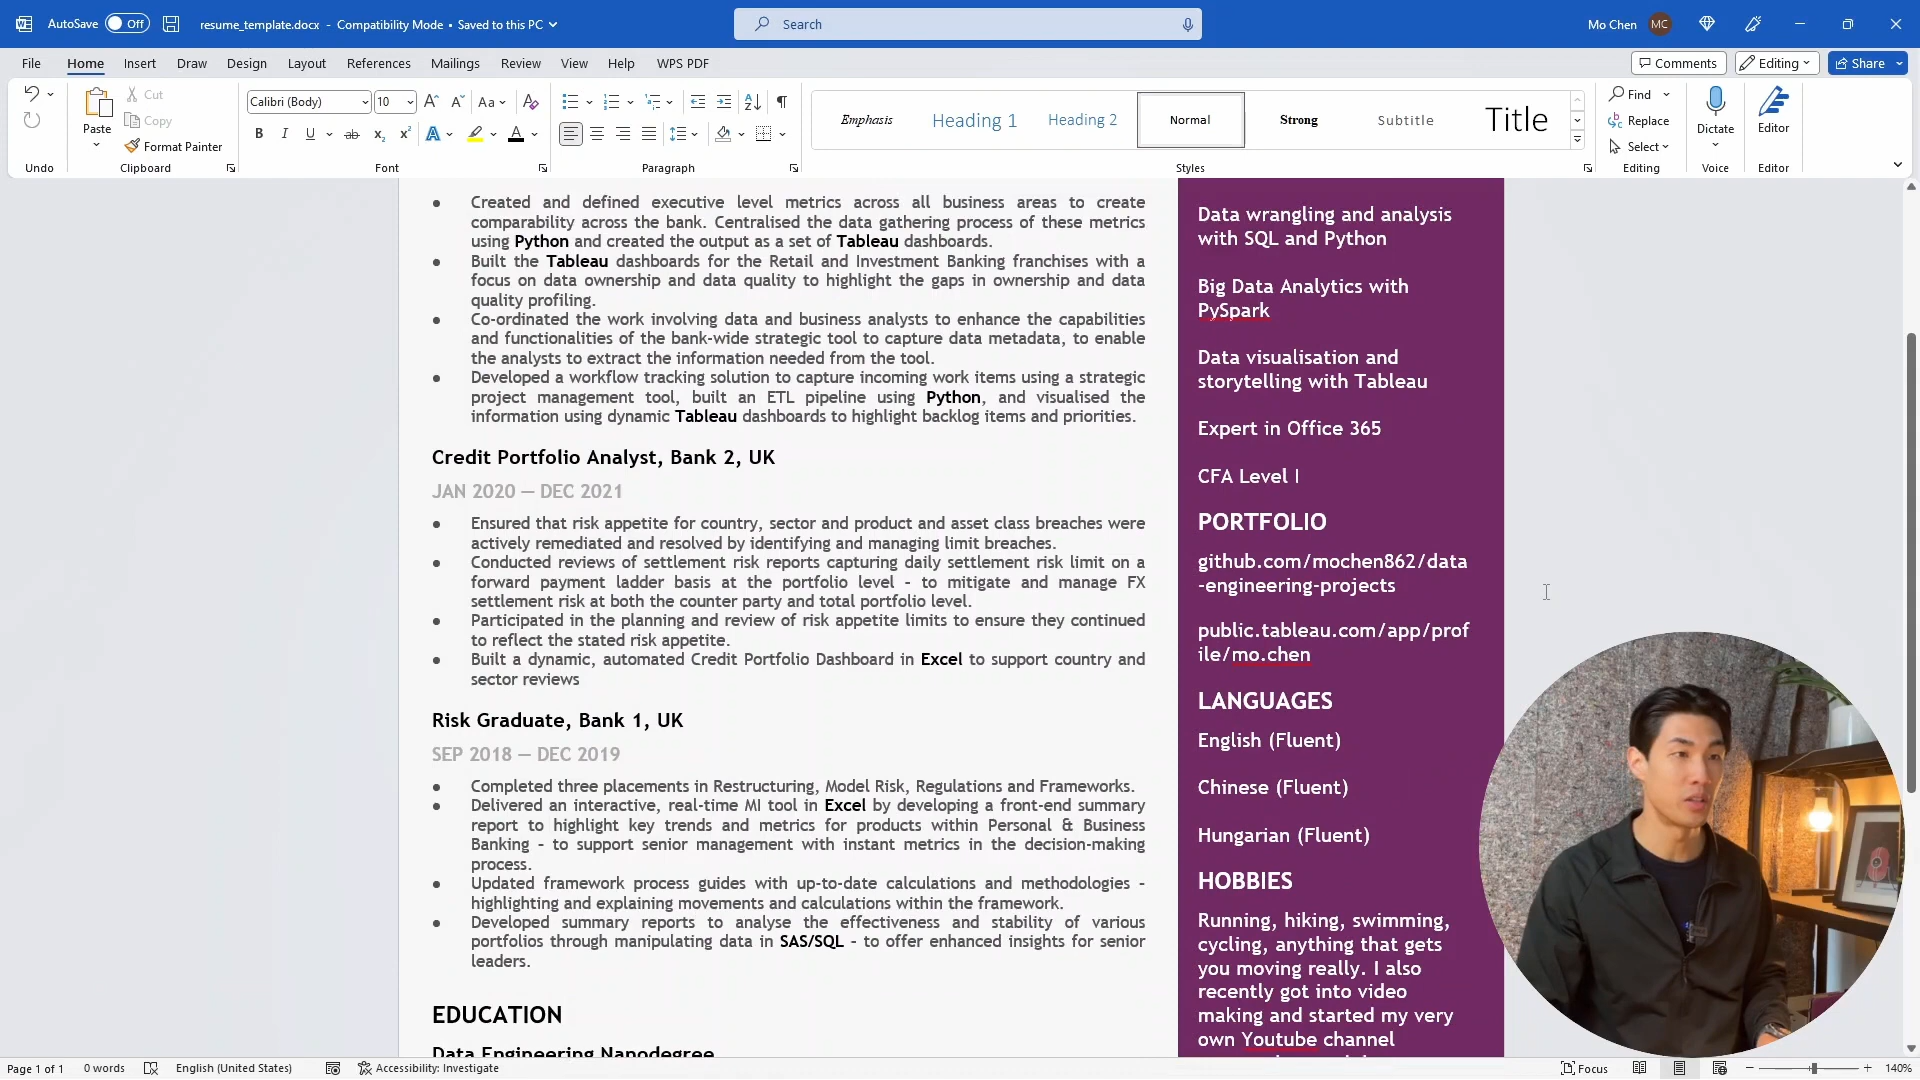 AutoSave Off resume_template.docx - Compatibility Mode • Saved to this PC
Search
Mo Chen MC
File Home Insert Draw Design Layout References Mailings Review View Help WPS PDF
Comments Editing Share
Paste Cut
Copy
Format Painter
Calibri (Body) 10
Emphasis Heading 1 Heading 2 Normal Strong Subtitle Title
Find
Replace
Select
Dictate
Editor
Undo Clipboard Font Paragraph Styles Editing Voice Editor
Created and defined executive level metrics across all business areas to create
comparability across the bank. Centralised the data gathering process of these metrics
using Python and created the output as a set of Tableau dashboards.
Built the Tableau dashboards for the Retail and Investment Banking franchises with a
focus on data ownership and data quality to highlight the gaps in ownership and data
quality profiling.
Co-ordinated the work involving data and business analysts to enhance the capabilities
and functionalities of the bank-wide strategic tool to capture data metadata, to enable
the analysts to extract the information needed from the tool.
Developed a workflow tracking solution to capture incoming work items using a strategic
project management tool, built an ETL pipeline using Python, and visualised the
information using dynamic Tableau dashboards to highlight backlog items and priorities.
Credit Portfolio Analyst, Bank 2, UK
JAN 2020 — DEC 2021
Ensured that risk appetite for country, sector and product and asset class breaches were
actively remediated and resolved by identifying and managing limit breaches.
Conducted reviews of settlement risk reports capturing daily settlement risk limit on a
forward payment ladder basis at the portfolio level – to mitigate and manage FX
settlement risk at both the counter party and total portfolio level.
Participated in the planning and review of risk appetite limits to ensure they continued
to reflect the stated risk appetite.
Built a dynamic, automated Credit Portfolio Dashboard in Excel to support country and
sector reviews
Risk Graduate, Bank 1, UK
SEP 2018 — DEC 2019
Completed three placements in Restructuring, Model Risk, Regulations and Frameworks.
Delivered an interactive, real-time MI tool in Excel by developing a front-end summary
report to highlight key trends and metrics for products within Personal & Business
Banking – to support senior management with instant metrics in the decision-making
process.
Updated framework process guides with up-to-date calculations and methodologies –
highlighting and explaining movements and calculations within the framework.
Developed summary reports to analyse the effectiveness and stability of various
portfolios through manipulating data in SAS/SQL – to offer enhanced insights for senior
leaders.
EDUCATION
Data Engineering Nanodegree
Data wrangling and analysis
with SQL and Python
Big Data Analytics with
PySpark
Data visualisation and
storytelling with Tableau
Expert in Office 365
CFA Level I
PORTFOLIO
github.com/mochen862/data
-engineering-projects
public.tableau.com/app/prof
ile/mo.chen
LANGUAGES
English (Fluent)
Chinese (Fluent)
Hungarian (Fluent)
HOBBIES
Running, hiking, swimming,
cycling, anything that gets
you moving really. I also
recently got into video
making and started my very
own Youtube channel
Page 1 of 1 0 words English (United States) Accessibility: Investigate
Focus 140%